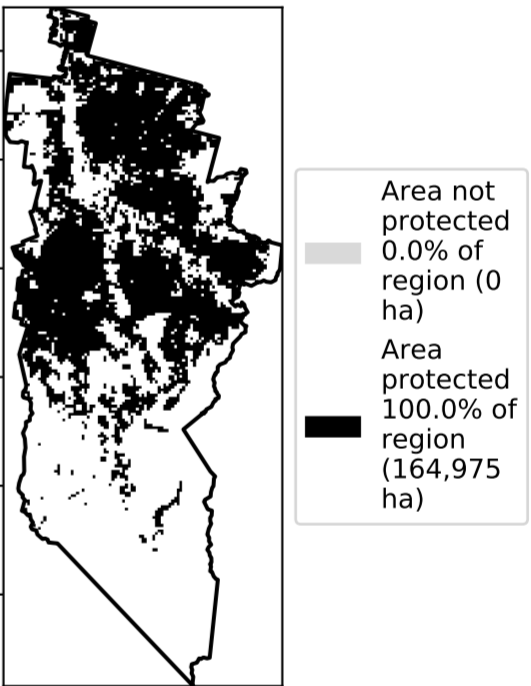 Area not
protected
0.0% of
region (0
ha)
Area
protected
100.0% of
region
(164,975
ha)